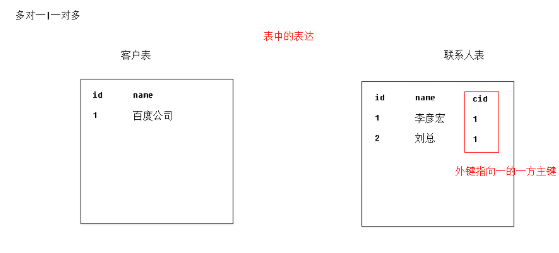 多对一|一对多
表中的表达
客户表
联系人表
id name
1 百度公司
id name cid
1 李彦宏 1
2 刘总 1
外键指向一的一方主键